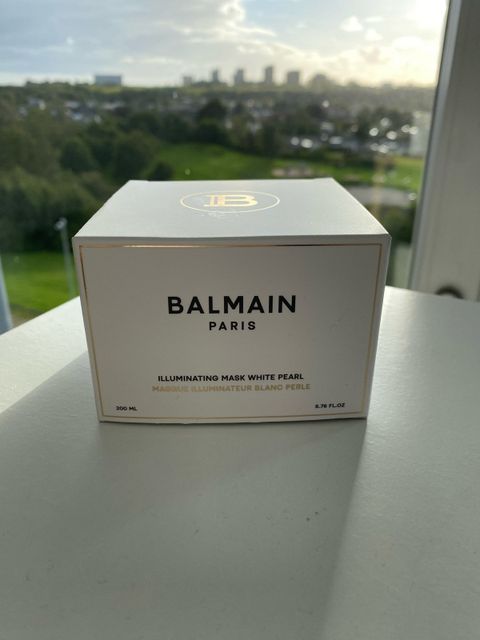 B
BALMAIN
PARIS
ILLUMINATING MASK WHITE PEARL
MASQUE ILLUMINATEUR BLANC PERLE
200 ML
6.76 FL.OZ